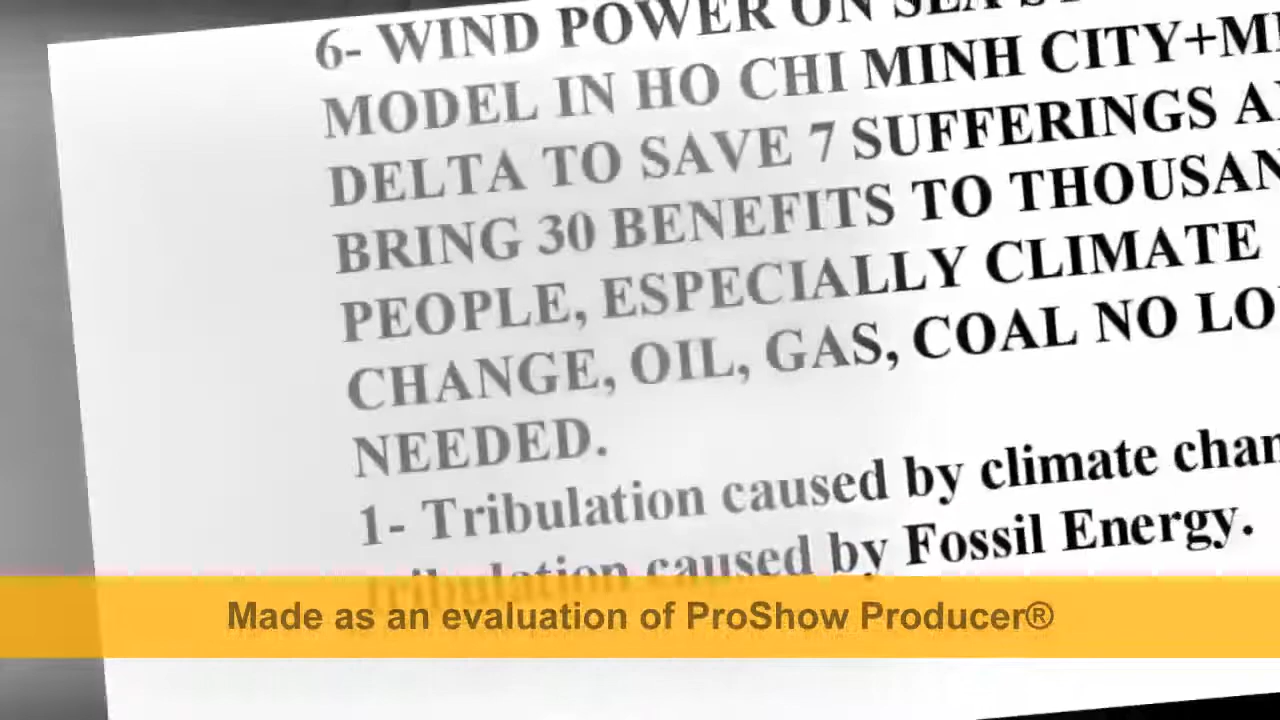 6- WIND POWER ON SEA
MODEL IN HO CHI MINH CITY+M
DELTA TO SAVE 7 SUFFERINGS A
BRING 30 BENEFITS TO THOUSAN
PEOPLE, ESPECIALLY CLIMATE
CHANGE, OIL, GAS, COAL NO LO
NEEDED.
1- Tribulation caused by climate chan
tribulation caused by Fossil Energy.
Made as an evaluation of ProShow Producer®